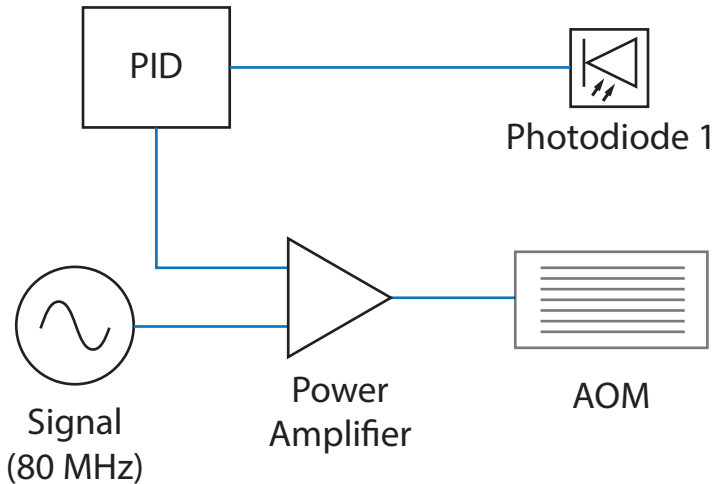 PID
Photodiode 1
Power
Amplifier
AOM
Signal
(80 MHz)